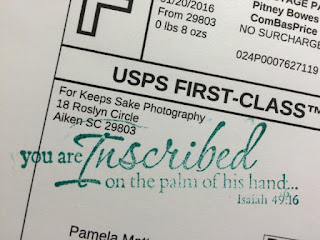 01/20/2016
From 29803
0 lbs 8 ozs
Pitney Bowes
ComBasPrice
NO SURCHARGE
024P0007627119
USPS FIRST-CLASS™
For Keeps Sake Photography
18 Roslyn Circle
Aiken SC 29803
you are Inscribed
on the palm of his hand...
Isaiah 49:16
Pamela